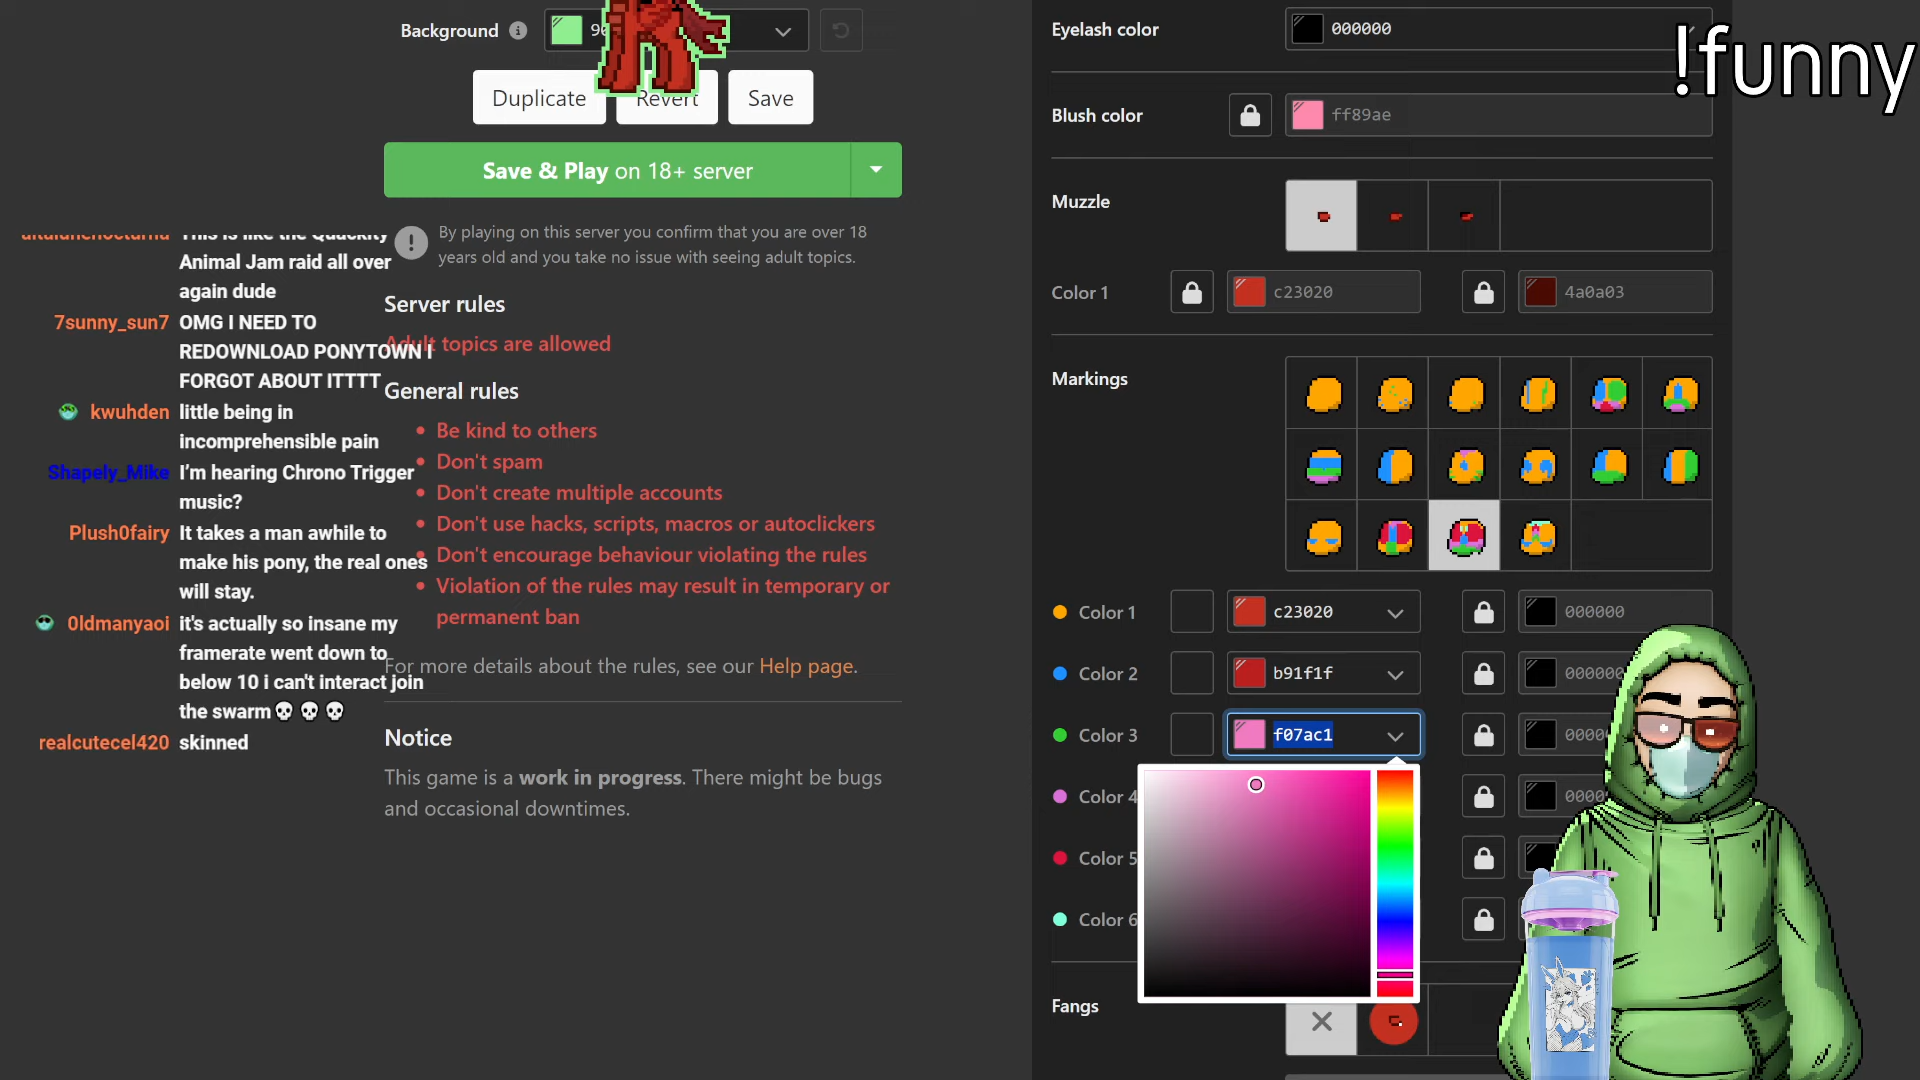 Background
Duplicate
Revert
Save
Save & Play on 18+ server
By playing on this server you confirm that you are over 18
years old and you take no issue with seeing adult topics.
Server rules
Adult topics are allowed
General rules
Be kind to others
Don't spam
Don't create multiple accounts
Don't use hacks, scripts, macros or autoclickers
Don't encourage behaviour violating the rules
Violation of the rules may result in temporary or
permanent ban
For more details about the rules, see our Help page.
Notice
This game is a work in progress. There might be bugs
and occasional downtimes.
This is like the Quackity
Animal Jam raid all over
again dude
7sunny_sun7 OMG I NEED TO
REDOWNLOAD PONYTOWN I
FORGOT ABOUT ITTTT
kwuhden little being in
incomprehensible pain
Shapely_Mike I'm hearing Chrono Trigger
music?
Plush0fairy It takes a man awhile to
make his pony, the real ones
will stay.
0ldmanyaoi it's actually so insane my
framerate went down to
below 10 i can't interact join
the swarm💀💀💀
realcutecel420 skinned
!funny
Eyelash color 000000
Blush color ff89ae
Muzzle
Color 1 c23020 4a0a03
Markings
Color 1 c23020 000000
Color 2 b91f1f 000000
Color 3 f07ac1
Color 4
Color 5
Color 6
Fangs